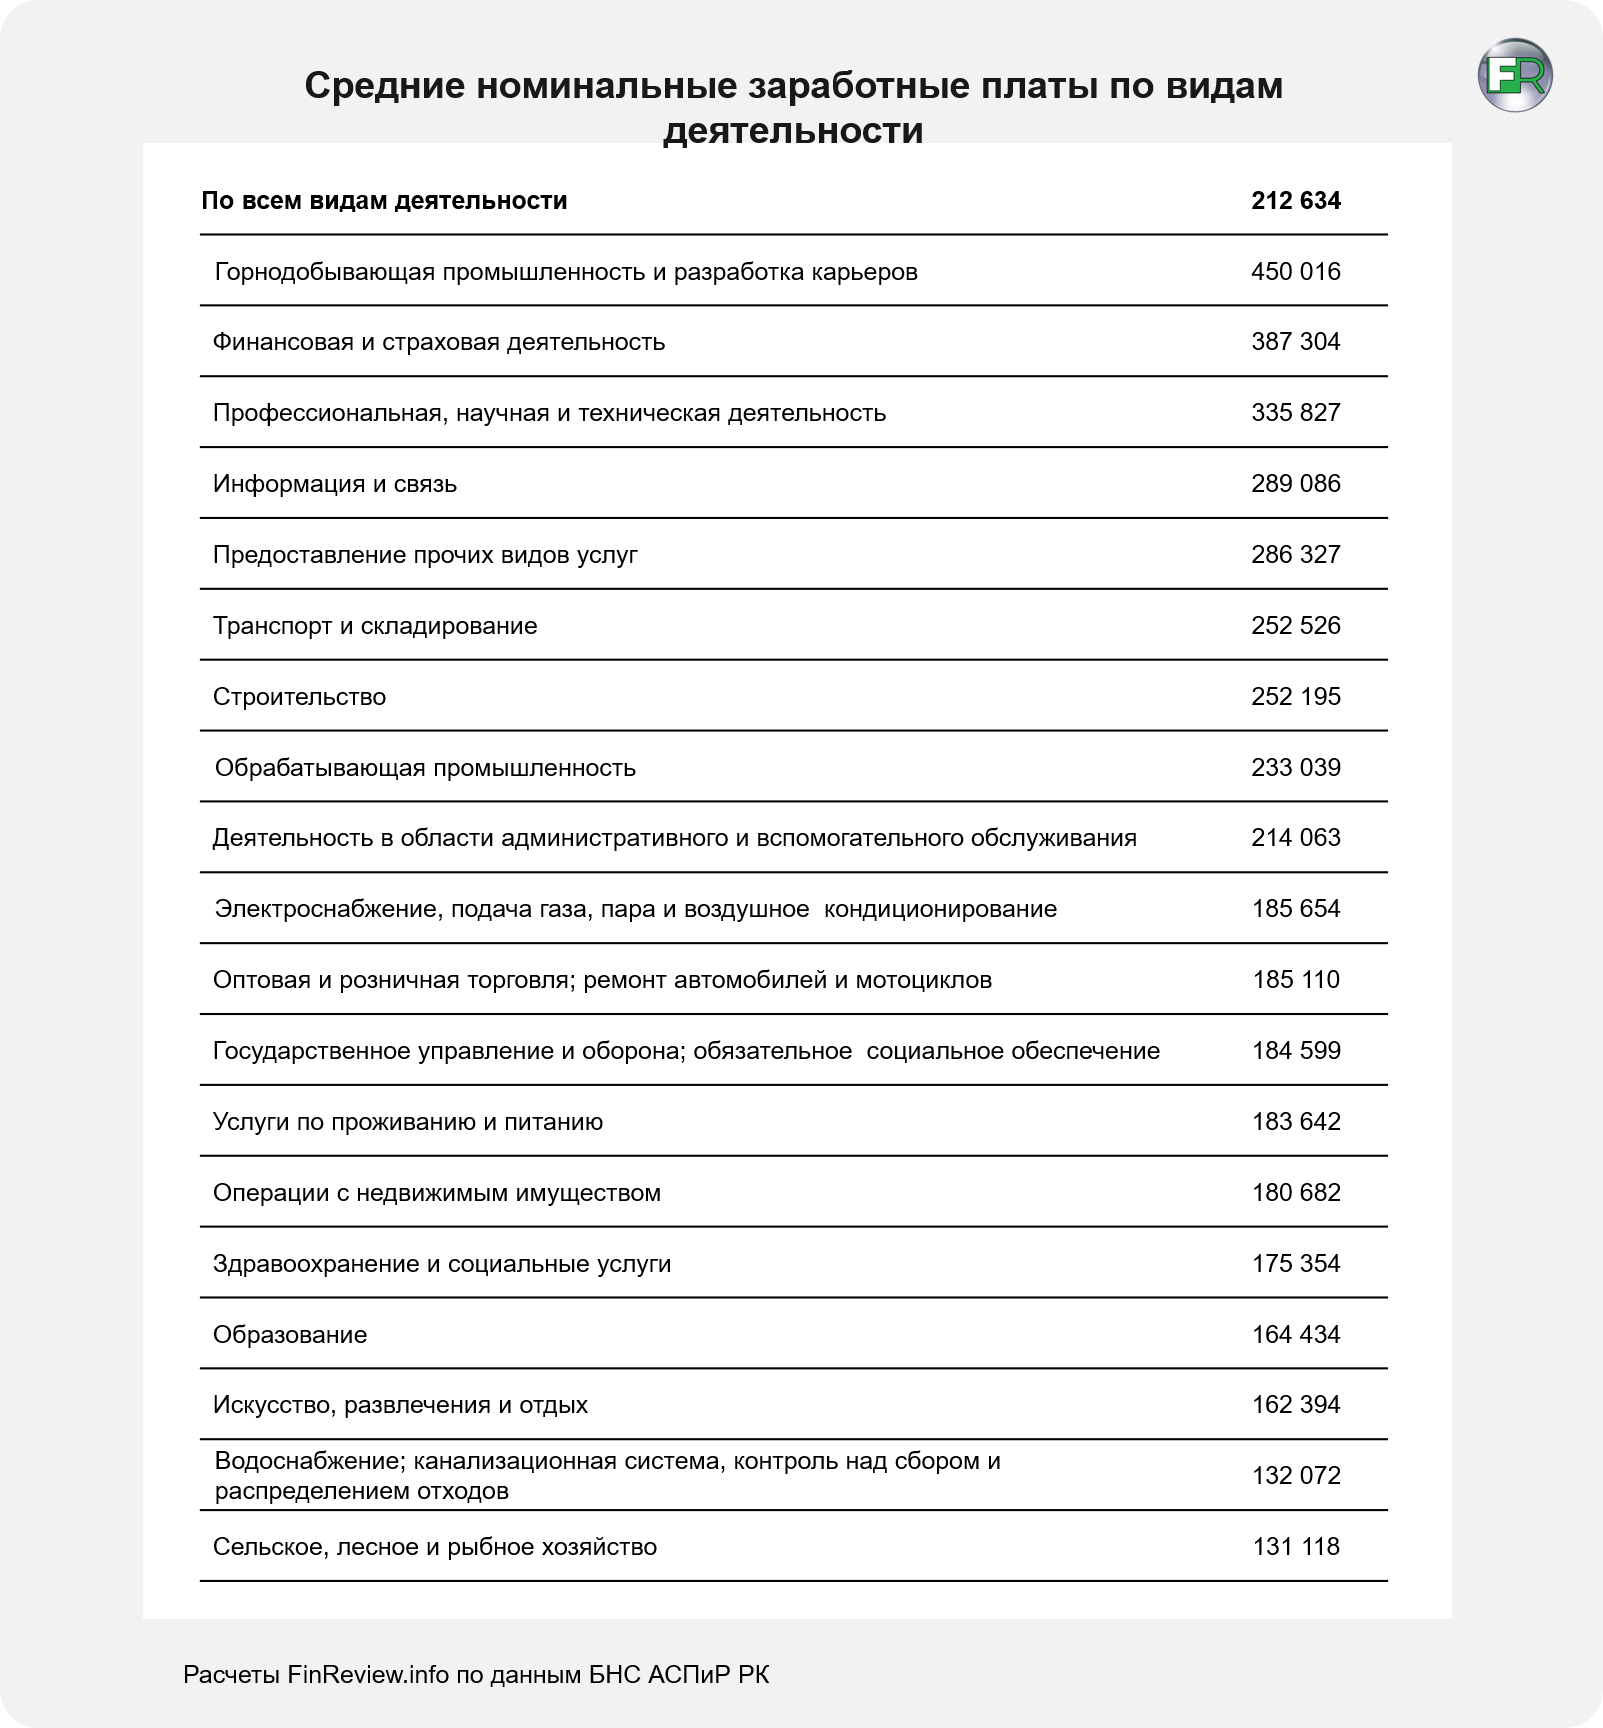 FR
Средние номинальные заработные платы по видам
деятельности
По всем видам деятельности 212 634
Горнодобывающая промышленность и разработка карьеров 450 016
Финансовая и страховая деятельность 387 304
Профессиональная, научная и техническая деятельность 335 827
Информация и связь 289 086
Предоставление прочих видов услуг 286 327
Транспорт и складирование 252 526
Строительство 252 195
Обрабатывающая промышленность 233 039
Деятельность в области административного и вспомогательного обслуживания 214 063
Электроснабжение, подача газа, пара и воздушное  кондиционирование 185 654
Оптовая и розничная торговля; ремонт автомобилей и мотоциклов 185 110
Государственное управление и оборона; обязательное  социальное обеспечение 184 599
Услуги по проживанию и питанию 183 642
Операции с недвижимым имуществом 180 682
Здравоохранение и социальные услуги 175 354
Образование 164 434
Искусство, развлечения и отдых 162 394
Водоснабжение; канализационная система, контроль над сбором и
распределением отходов 132 072
Сельское, лесное и рыбное хозяйство 131 118
Расчеты FinReview.info по данным БНС АСПиР РК